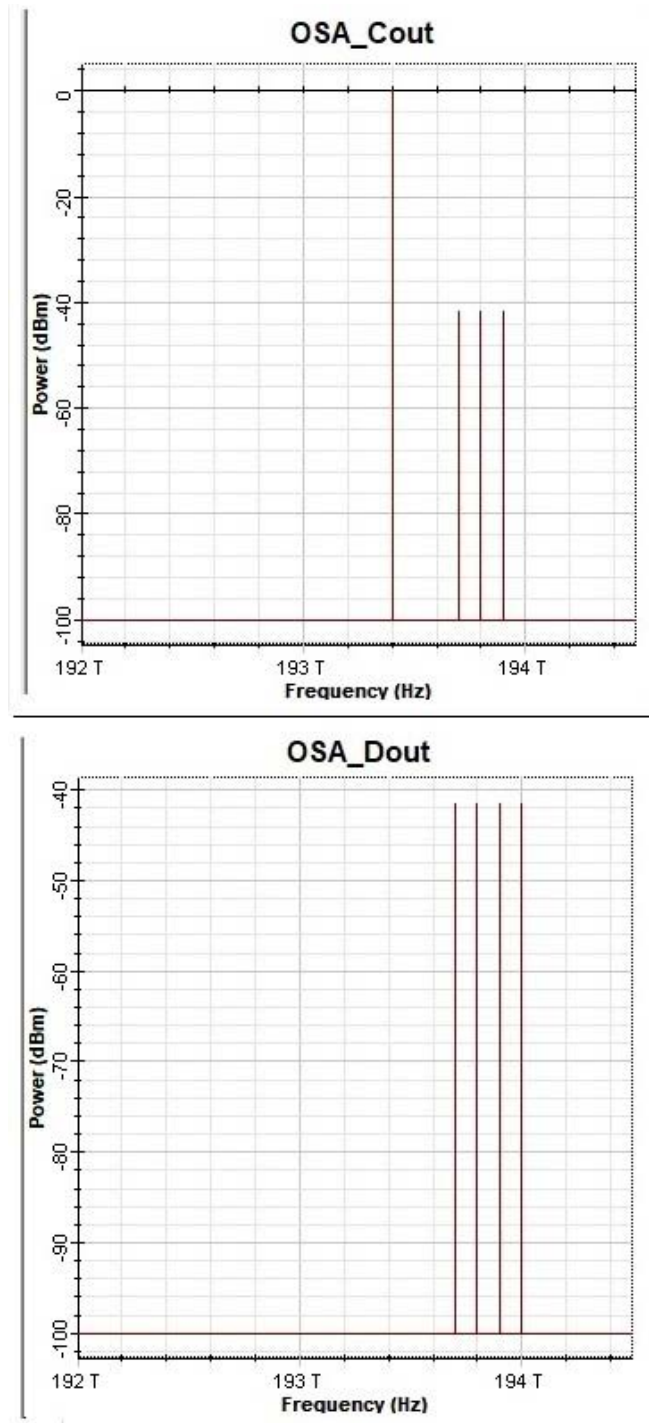 OSA_Cout
0
-20
-40
-60
-80
-100
Power (dBm)
192 T 193 T 194 T
Frequency (Hz)
OSA_Dout
-40
-50
-60
-70
-80
-90
-100
Power (dBm)
192 T 193 T 194 T
Frequency (Hz)